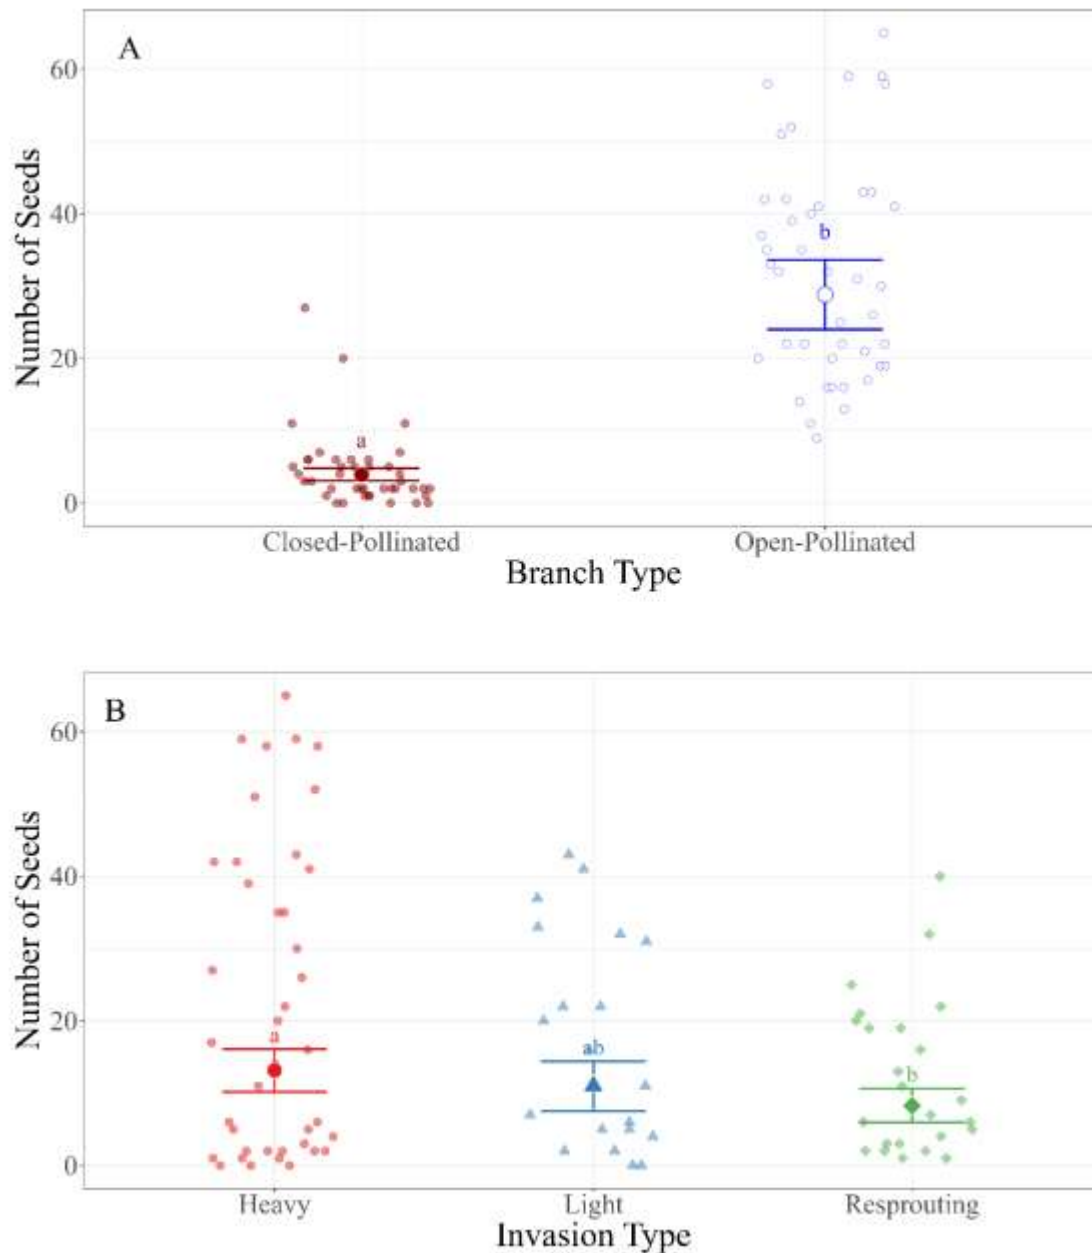 A
60
40
20
0
Number of Seeds
a
b
Closed-Pollinated Open-Pollinated
Branch Type
B
60
40
20
0
Number of Seeds
a
ab
b
Heavy Light Resprouting
Invasion Type